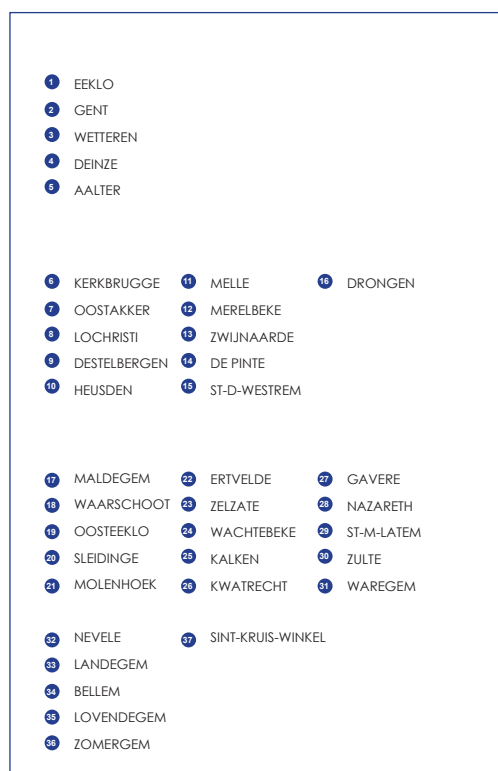 1 EEKLO
2 GENT
3 WETTEREN
4 DEINZE
5 AALTER
6 KERKBRUGGE
7 OOSTAKKER
8 LOCHRISTI
9 DESTELBERGEN
10 HEUSDEN
11 MELLE
12 MERELBEKE
13 ZWIJNAARDE
14 DE PINTE
15 ST-D-WESTREM
16 DRONGEN
17 MALDEGEM
18 WAARSCHOOT
19 OOSTEEKLO
20 SLEIDINGE
21 MOLENHOEK
22 ERTVELDE
23 ZELZATE
24 WACHTEBEKE
25 KALKEN
26 KWATRECHT
27 GAVERE
28 NAZARETH
29 ST-M-LATEM
30 ZULTE
31 WAREGEM
32 NEVELE
33 LANDEGEM
34 BELLEM
35 LOVENDEGEM
36 ZOMERGEM
37 SINT-KRUIS-WINKEL